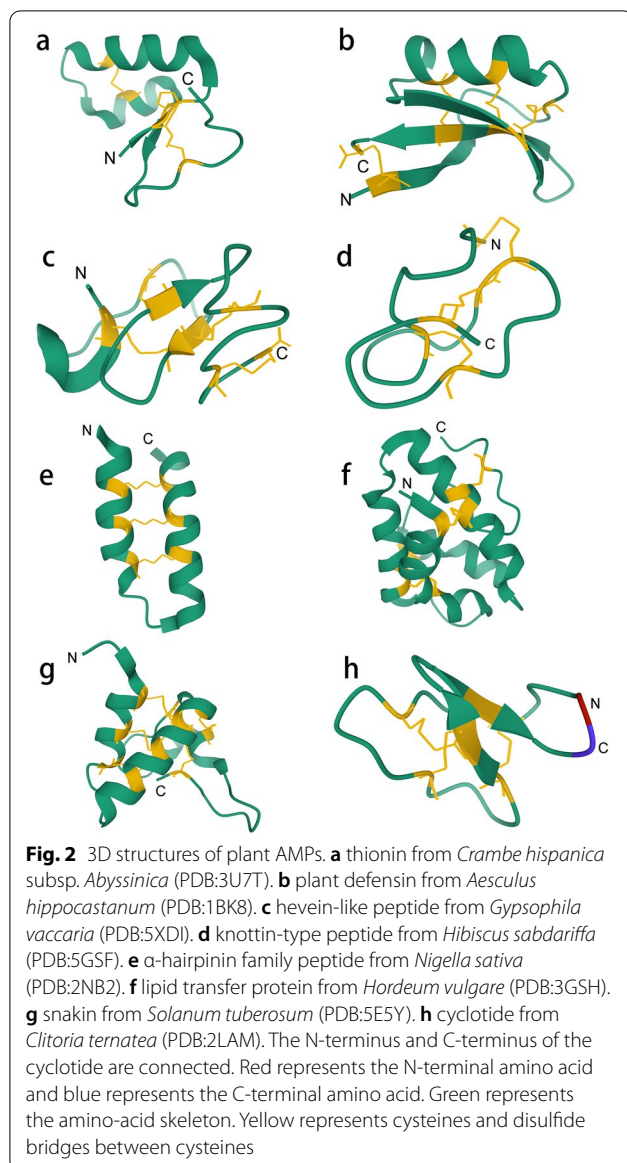 a
b
C
N
C
N
c
d
N
C
N
C
e
f
N
C
C
N
g
h
N
C
N
C
Fig. 2 3D structures of plant AMPs. a thionin from Crambe hispanica
subsp. Abyssinica (PDB:3U7T). b plant defensin from Aesculus
hippocastanum (PDB:1BK8). c hevein-like peptide from Gypsophila
vaccaria (PDB:5XDI). d knottin-type peptide from Hibiscus sabdariffa
(PDB:5GSF). e α-hairpinin family peptide from Nigella sativa
(PDB:2NB2). f lipid transfer protein from Hordeum vulgare (PDB:3GSH).
g snakin from Solanum tuberosum (PDB:5E5Y). h cyclotide from
Clitoria ternatea (PDB:2LAM). The N-terminus and C-terminus of the
cyclotide are connected. Red represents the N-terminal amino acid
and blue represents the C-terminal amino acid. Green represents
the amino-acid skeleton. Yellow represents cysteines and disulfide
bridges between cysteines